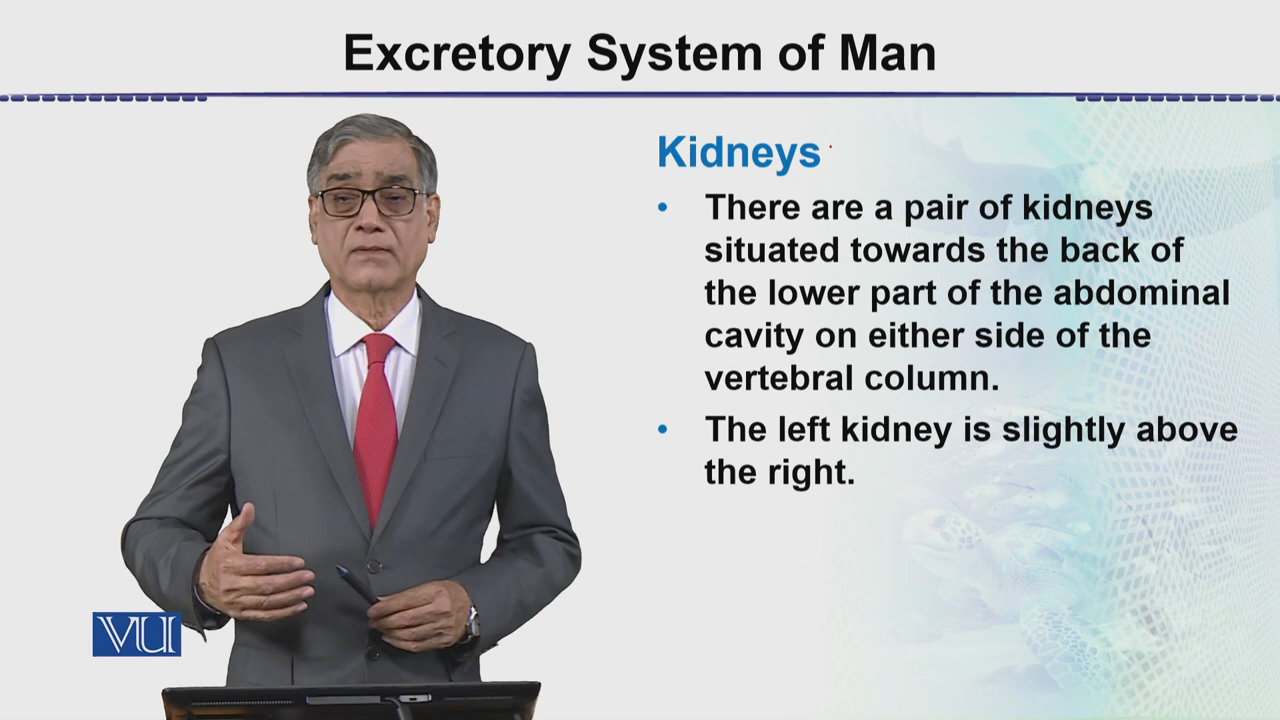 Excretory System of Man
Kidneys
• There are a pair of kidneys
situated towards the back of
the lower part of the abdominal
cavity on either side of the
vertebral column.
• The left kidney is slightly above
the right.
VU